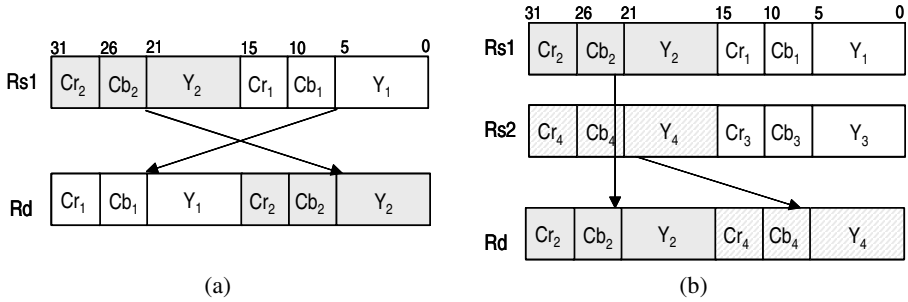 31 26 21 15 10 5 0
Rs1 Cr2 Cb2 Y2 Cr1 Cb1 Y1
Rd Cr1 Cb1 Y1 Cr2 Cb2 Y2
(a)
31 26 21 15 10 5 0
Rs1 Cr2 Cb2 Y2 Cr1 Cb1 Y1
Rs2 Cr4 Cb4 Y4 Cr3 Cb3 Y3
Rd Cr2 Cb2 Y2 Cr4 Cb4 Y4
(b)